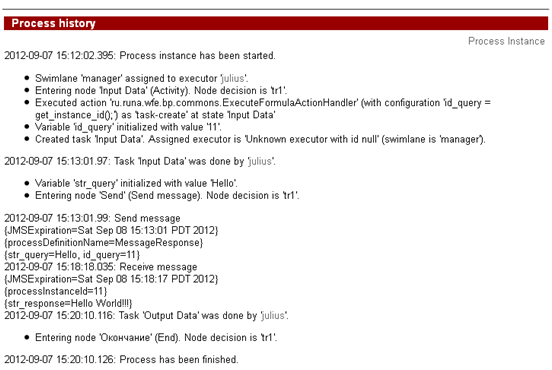 Process history
Process Instance
2012-09-07 15:12:02.395: Process instance has been started.
• Swimlane 'manager' assigned to executor 'julius'.
• Entering node 'Input Data' (Activity). Node decision is 'tr1'.
• Executed action 'ru.runa.wfe.bp.commons.ExecuteFormulaActionHandler' (with configuration 'id_query =
get_instance_id();') as 'task-create' at state 'Input Data'
• Variable 'id_query' initialized with value '11'.
• Created task 'Input Data'. Assigned executor is 'Unknown executor with id null' (swimlane is 'manager').
2012-09-07 15:13:01.97: Task 'Input Data' was done by 'julius'.
• Variable 'str_query' initialized with value 'Hello'.
• Entering node 'Send' (Send message). Node decision is 'tr1'.
2012-09-07 15:13:01.99: Send message
{JMSExpiration=Sat Sep 08 15:13:01 PDT 2012}
{processDefinitionName=MessageResponse}
{str_query=Hello, id_query=11}
2012-09-07 15:18:18.035: Receive message
{JMSExpiration=Sat Sep 08 15:18:17 PDT 2012}
{processInstanceId=11}
{str_response=Hello World!!!}
2012-09-07 15:20:10.116: Task 'Output Data' was done by 'julius'.
• Entering node 'Окончание' (End). Node decision is 'tr1'.
2012-09-07 15:20:10.126: Process has been finished.